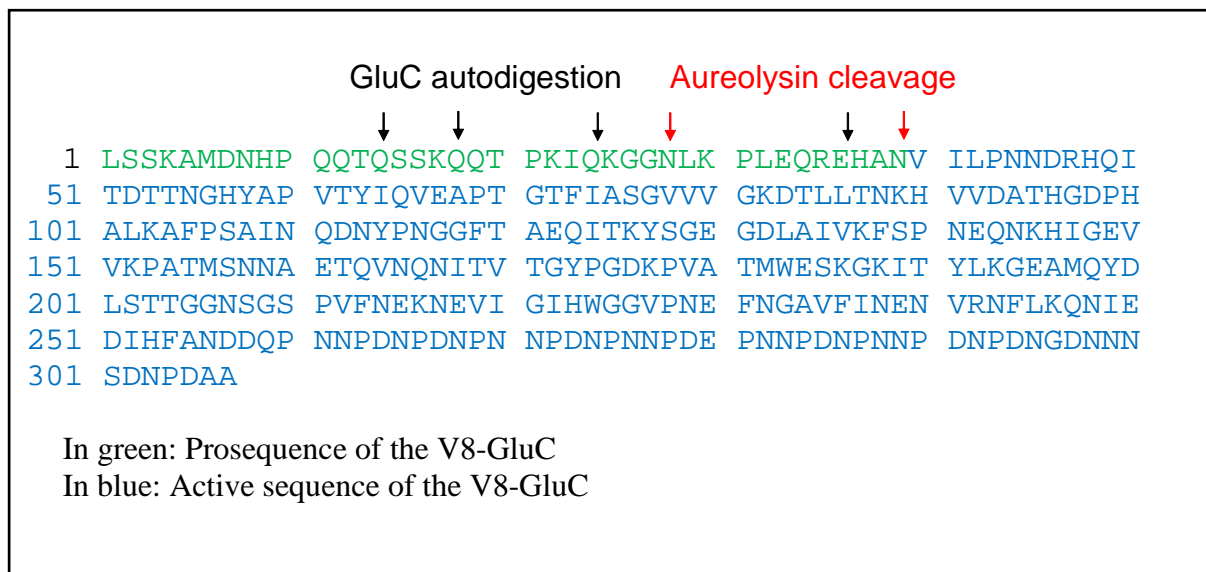 GluC autodigestion Aureolysin cleavage
1 LSSKAMDNHP QQTQSSKQQT PKIQKGGNLK PLEQREHANV ILPNNDRHQI
51 TDTTNGHYAP VTYIQVEAPT GTFIASGVVV GKDTLLTNKH VVDATHGDPH
101 ALKAFPSAIN QDNYPNGGFT AEQITKYSGE GDLAIVKFSP NEQNKHIGEV
151 VKPATMSNNA ETQVNQNITV TGYPGDKPVA TMWESKGKIT YLKGEAMQYD
201 LSTTGGNSGS PVFNEKNEVI GIHWGGVPNE FNGAVFINEN VRNFLKQNIE
251 DIHFANDDQP NNPDNPDNPN NPDNPNNPDE PNNPDNPNNP DNPDNGDNNN
301 SDNPDAA
In green: Prosequence of the V8-GluC
In blue: Active sequence of the V8-GluC